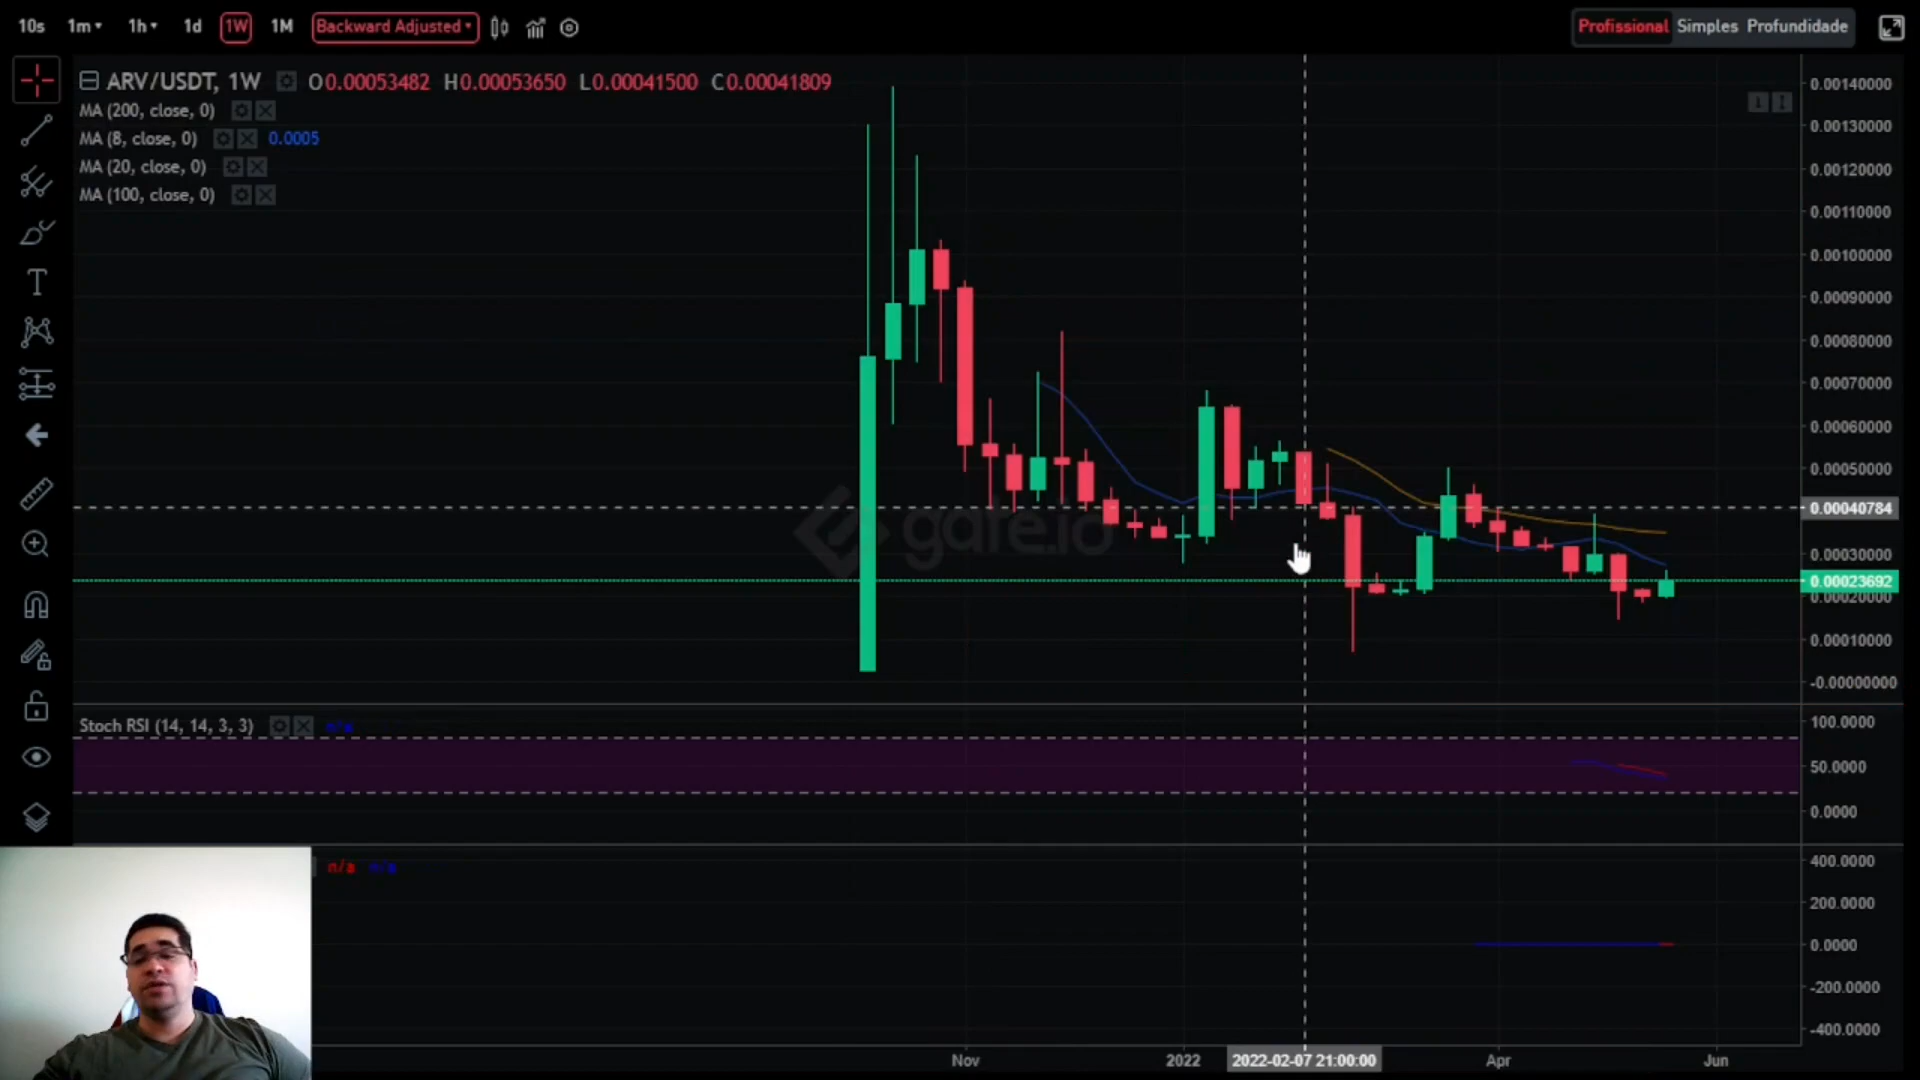 10s 1m 1h 1d 1W 1M Backward Adjusted
Profissional Simples Profundidade
ARV/USDT, 1W O0.00053482 H0.00053650 L0.00041500 C0.00041809
MA (200, close, 0)
MA (8, close, 0) 0.0005
MA (20, close, 0)
MA (100, close, 0)
0.00140000
0.00130000
0.00120000
0.00110000
0.00100000
0.00090000
0.00080000
0.00070000
0.00060000
0.00050000
0.00040784
0.00030000
0.00023692
0.00020000
0.00010000
-0.00000000
gate.io
Stoch RSI (14, 14, 3, 3) n/a
100.0000
50.0000
0.0000
n/a n/a
400.0000
200.0000
0.0000
-200.0000
-400.0000
Nov 2022 2022-02-07 21:00:00 Apr Jun